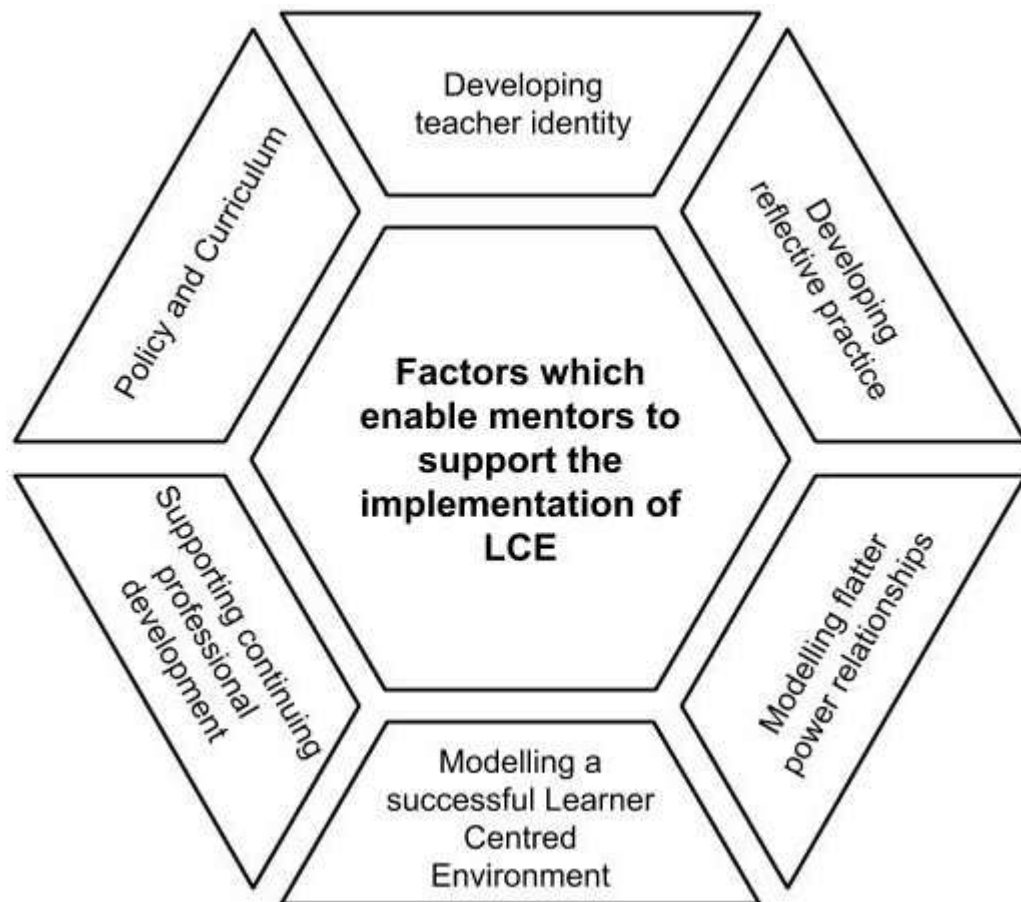 Developing
teacher identity
Developing
reflective practice
Modelling flatter
power relationships
Modelling a
successful Learner
Centred
Environment
Supporting continuing
professional
development
Policy and Curriculum
Factors which
enable mentors to
support the
implementation of
LCE